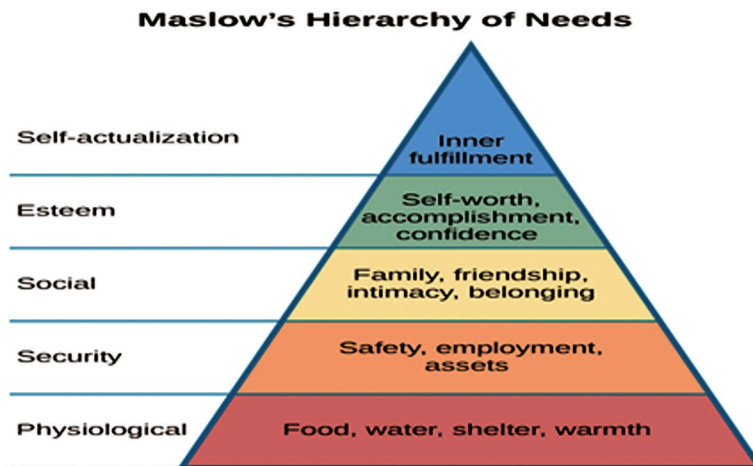 Maslow's Hierarchy of Needs
Self-actualization
Inner
fulfillment
Esteem
Self-worth,
accomplishment,
confidence
Social
Family, friendship,
intimacy, belonging
Security
Safety, employment,
assets
Physiological
Food, water, shelter, warmth